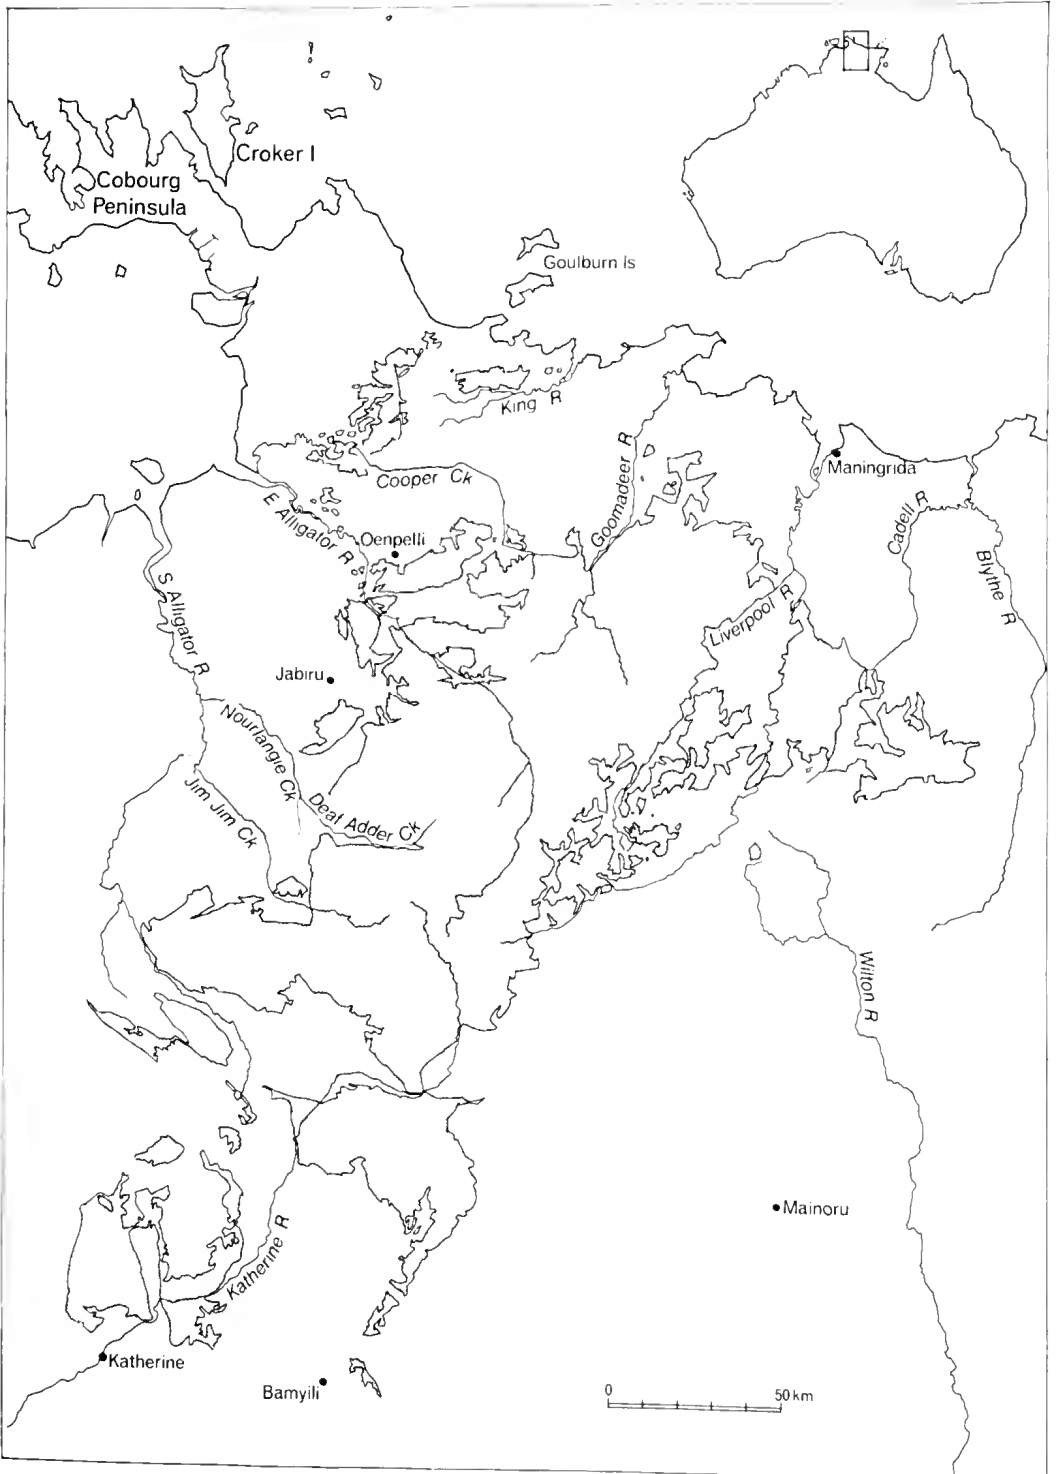 Croker I
Cobourg
Peninsula
Goulburn Is
King R
Cooper Ck
Goomadeer R
Maningrida
E Alligator R
Oenpelli
Cadell R
Blythe R
S Alligator R
Liverpool R
Jabiru
Nourlangie Ck
Jim Jim Ck
Deaf Adder Ck
Wilton R
Mainoru
Katherine R
Katherine
Bamyili
0 50 km